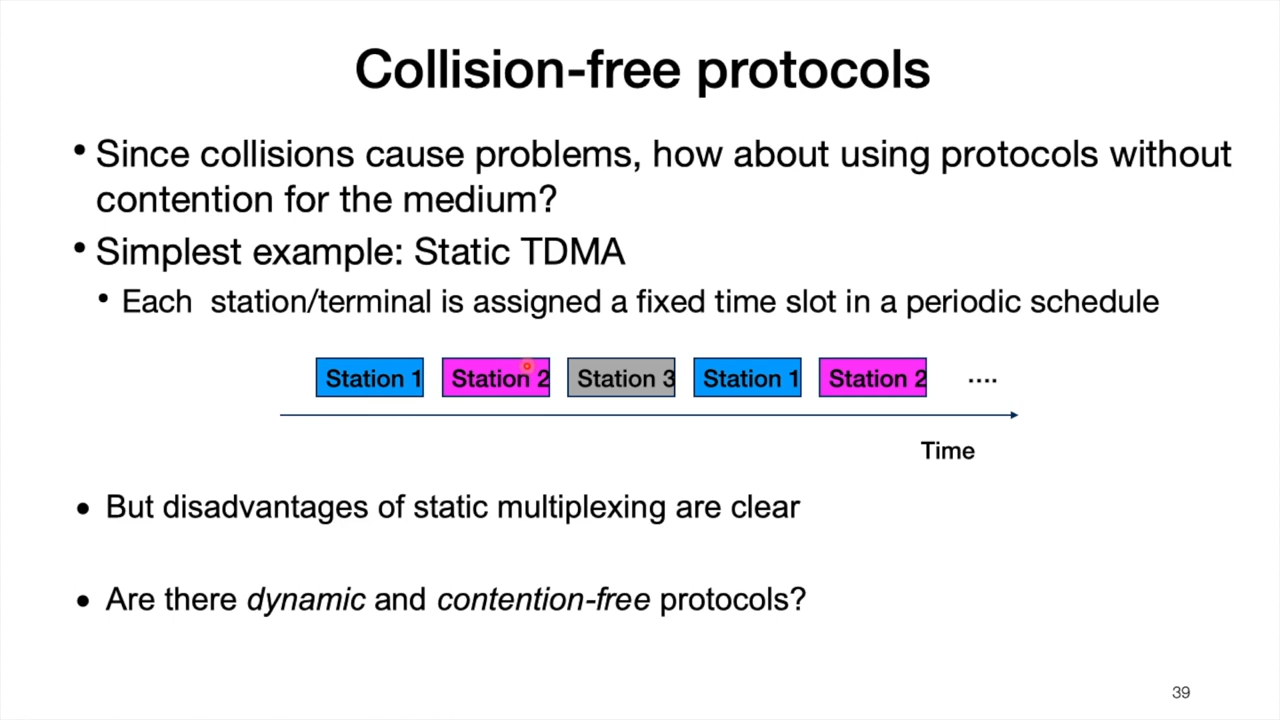 Collision-free protocols
• Since collisions cause problems, how about using protocols without
contention for the medium?
• Simplest example: Static TDMA
• Each station/terminal is assigned a fixed time slot in a periodic schedule
Station 1 Station 2 Station 3 Station 1 Station 2 ....
Time
• But disadvantages of static multiplexing are clear
• Are there dynamic and contention-free protocols?
39